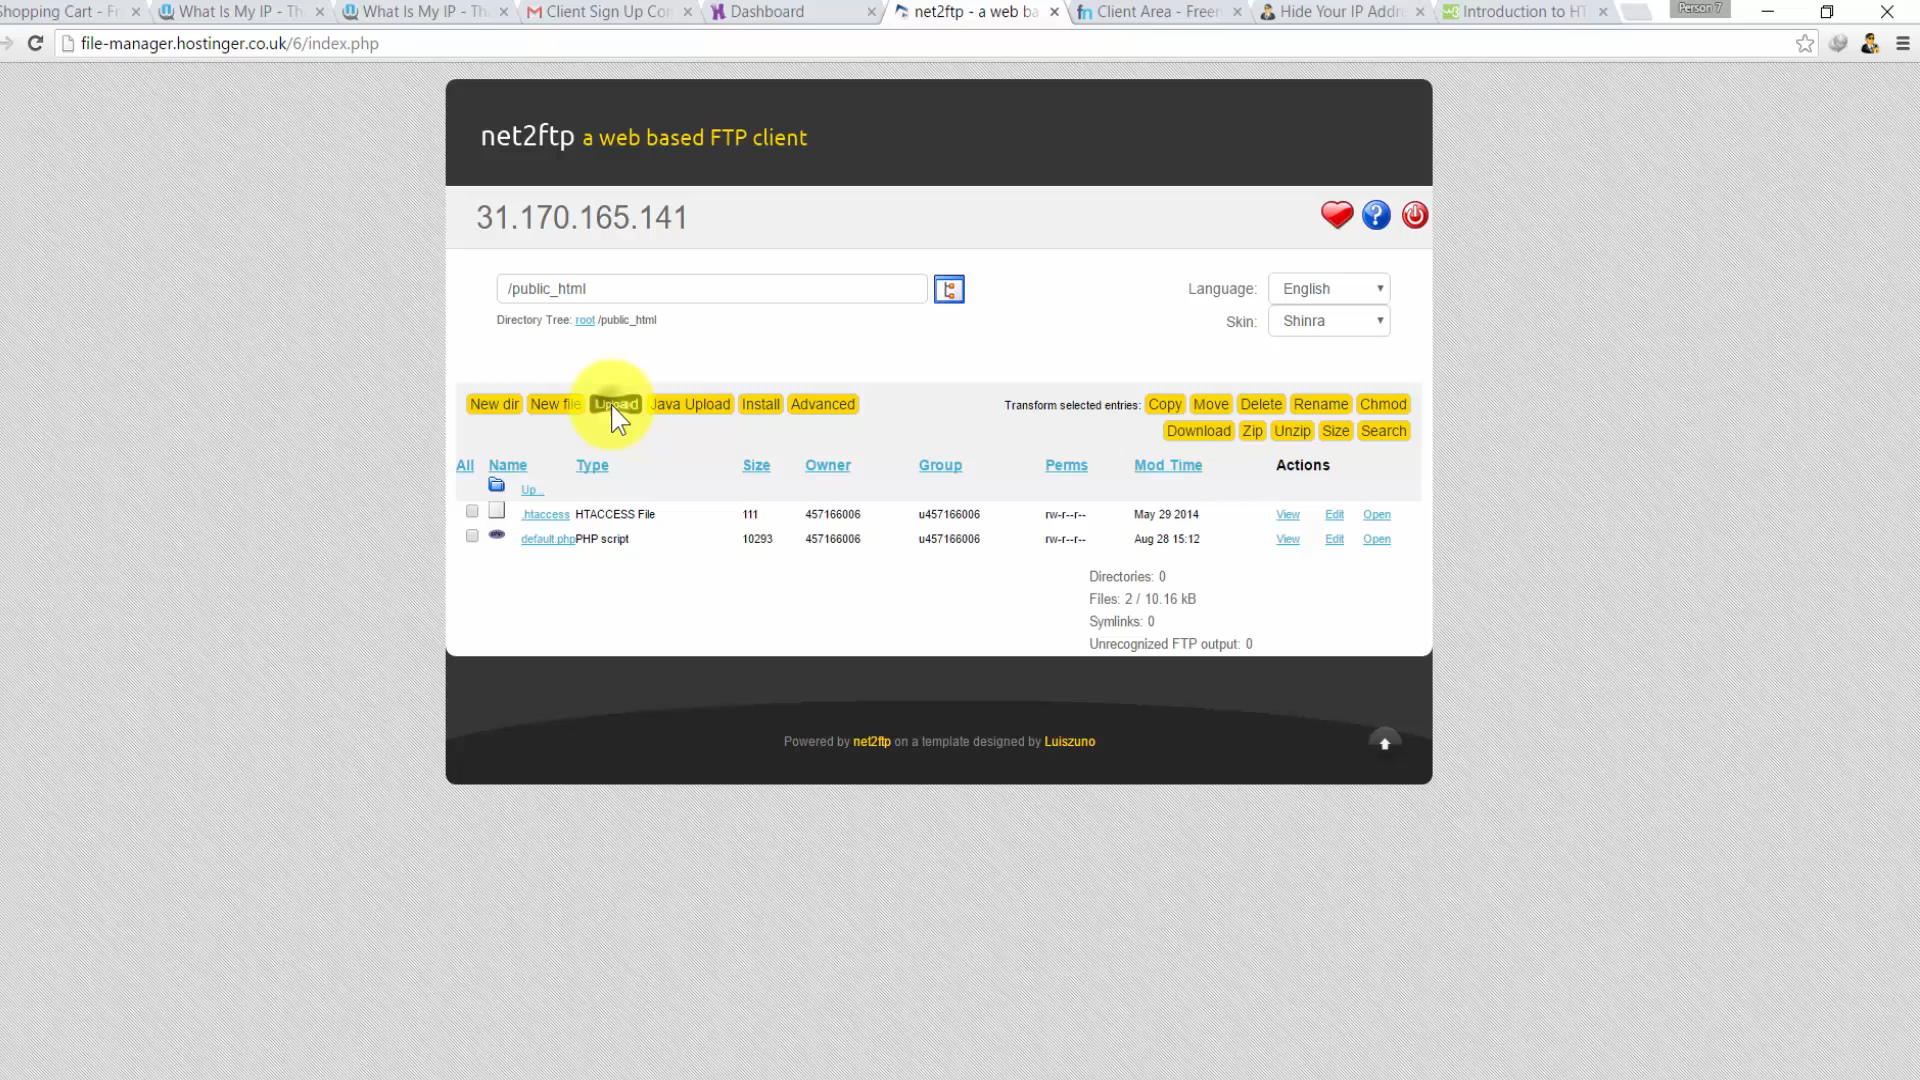 Shopping Cart - Fr
What Is My IP - Th
What Is My IP - Th
Client Sign Up Con
Dashboard
net2ftp - a web ba
Client Area - Freen
Hide Your IP Addre
Introduction to HT
Person 7
file-manager.hostinger.co.uk/6/index.php
net2ftp a web based FTP client
31.170.165.141
/public_html
Language: English
Directory Tree: root /public_html
Skin: Shinra
New dir New file Upload Java Upload Install Advanced
Transform selected entries: Copy Move Delete Rename Chmod
Download Zip Unzip Size Search
All Name Type Size Owner Group Perms Mod Time Actions
Up ..
.htaccess HTACCESS File 111 457166006 u457166006 rw-r--r-- May 29 2014 View Edit Open
default.php PHP script 10293 457166006 u457166006 rw-r--r-- Aug 28 15:12 View Edit Open
Directories: 0
Files: 2 / 10.16 kB
Symlinks: 0
Unrecognized FTP output: 0
Powered by net2ftp on a template designed by Luiszuno